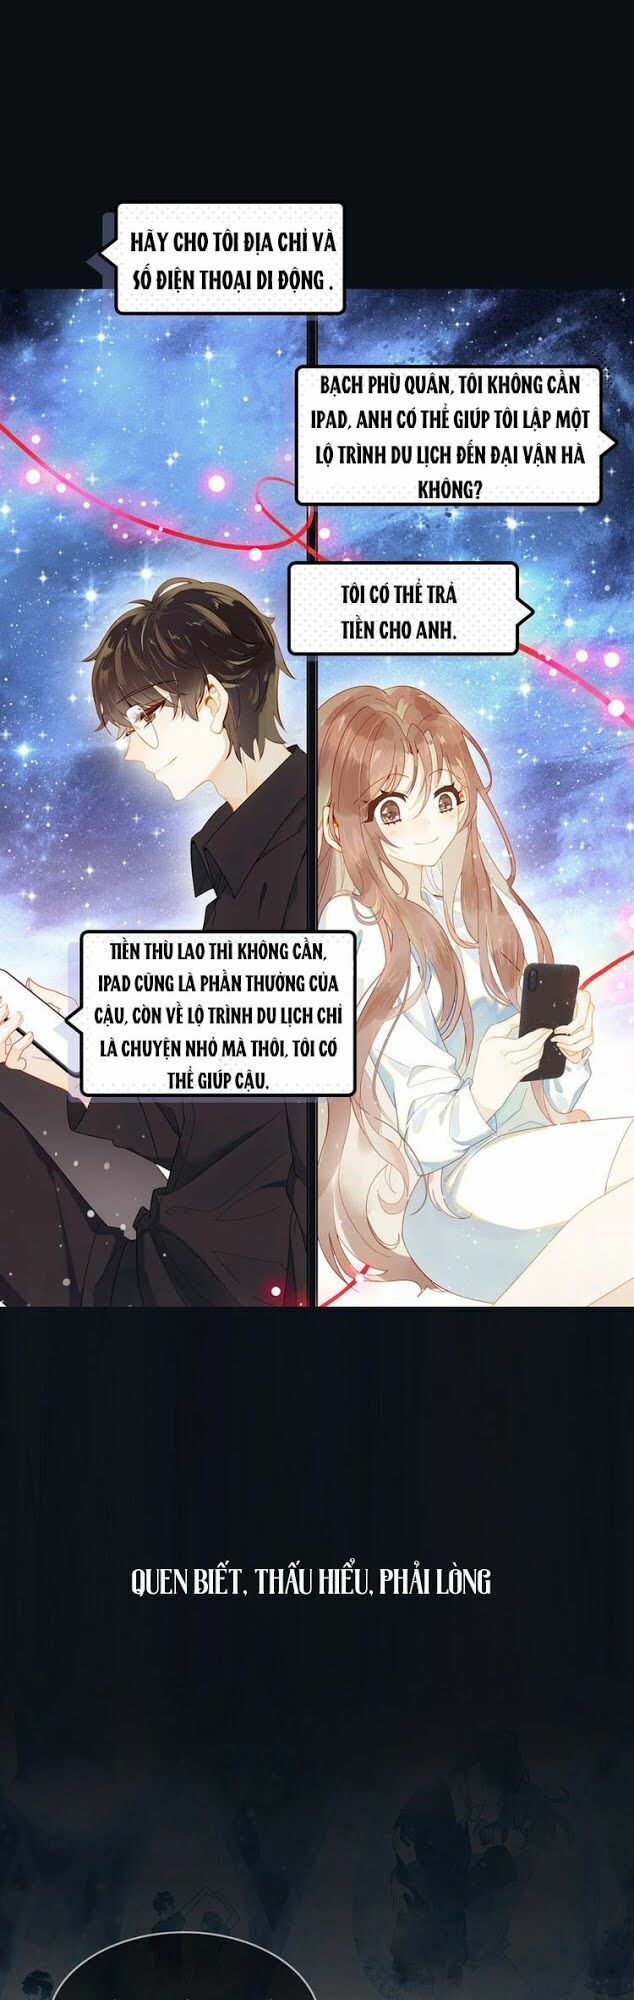 HÃY CHO TÔI ĐỊA CHỈ VÀ
SỐ ĐIỆN THOẠI DI ĐỘNG .
BẠCH PHÙ QUÂN, TÔI KHÔNG CẦN
IPAD, ANH CÓ THỂ GIÚP TÔI LẬP MỘT
LỘ TRÌNH DU LỊCH ĐẾN ĐẠI VẬN HÀ
KHÔNG?
TÔI CÓ THỂ TRẢ
TIỀN CHO ANH.
TIỀN THÙ LAO THÌ KHÔNG CẦN,
IPAD CŨNG LÀ PHẦN THƯỞNG CỦA
CẬU, CÒN VỀ LỘ TRÌNH DU LỊCH CHỈ
LÀ CHUYỆN NHỎ MÀ THÔI, TÔI CÓ
THỂ GIÚP CẬU.
QUEN BIẾT, THẤU HIỂU, PHẢI LÒNG